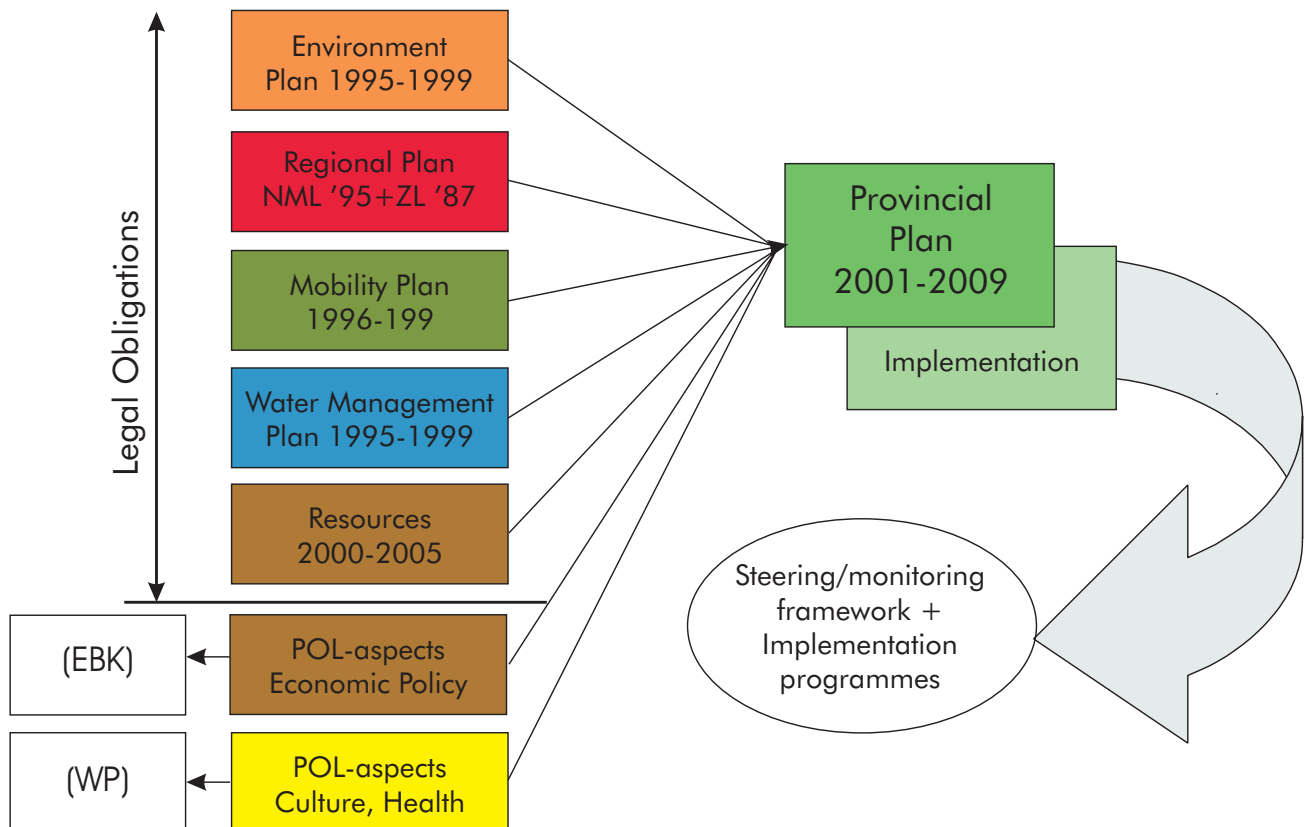 Legal Obligations
Environment
Plan 1995-1999
Regional Plan
NML ’95+ZL ’87
Mobility Plan
1996-199
Water Management
Plan 1995-1999
Resources
2000-2005
(EBK)
POL-aspects
Economic Policy
(WP)
POL-aspects
Culture, Health
Provincial
Plan
2001-2009
Implementation
Steering/monitoring
framework +
Implementation
programmes